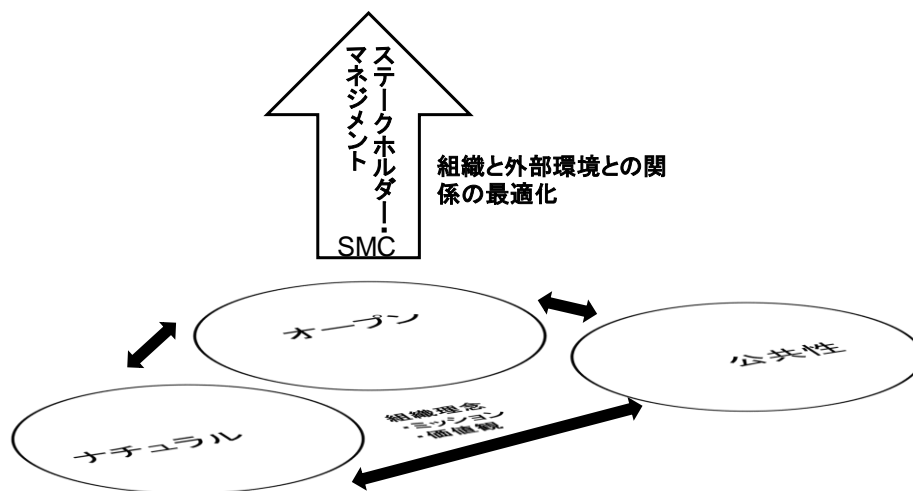 ステークホルダー・
マネジメント
SMC
組織と外部環境との関
係の最適化
オープン
公共性
組織理念
・ミッション
・価値観
ナチュラル